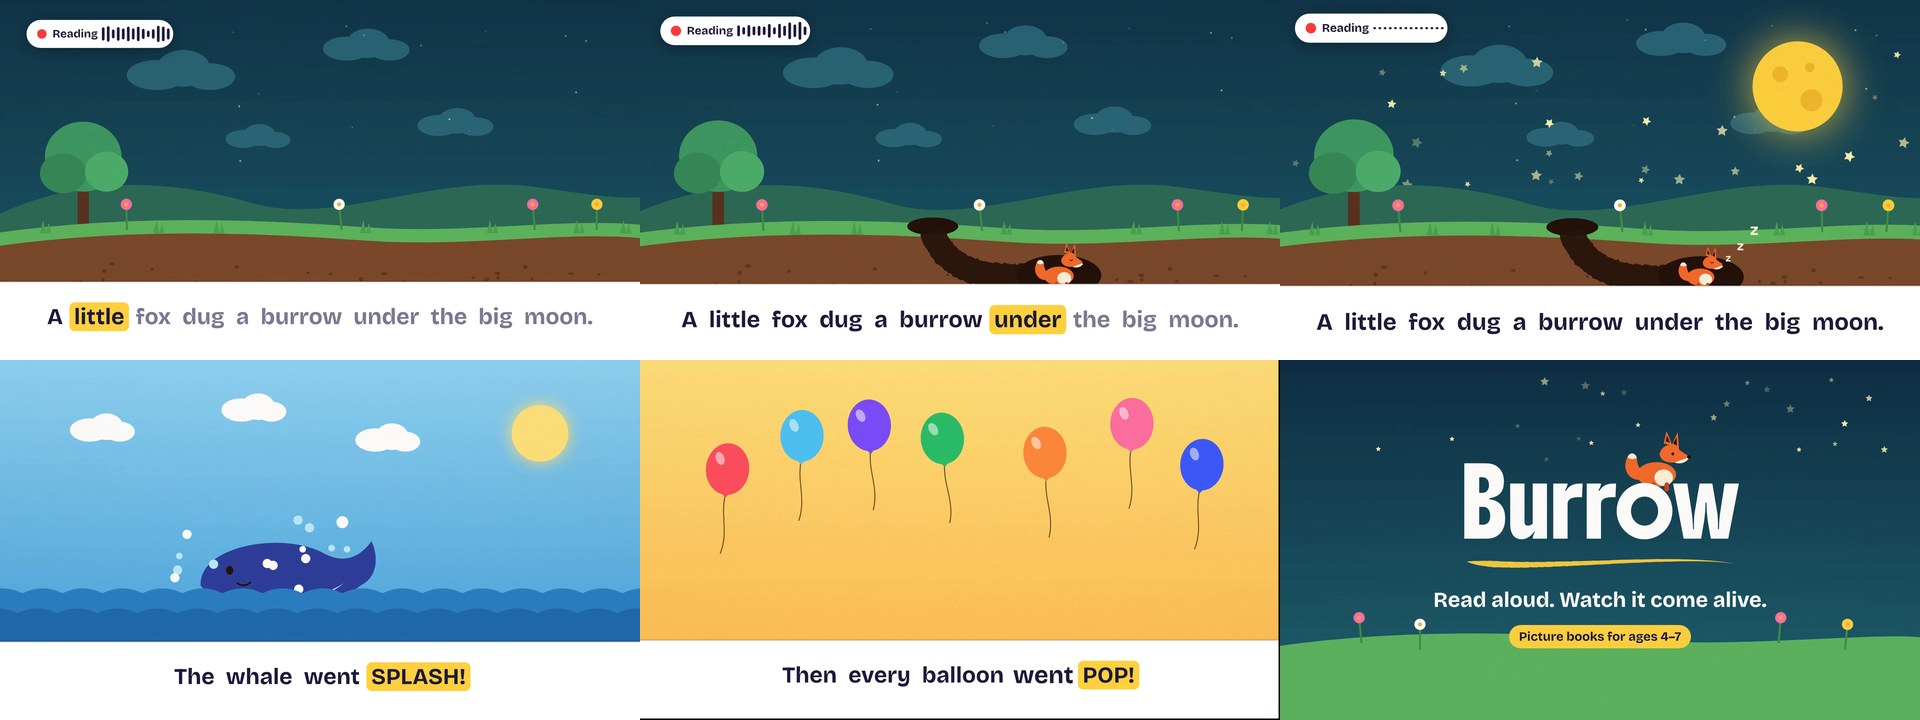 Reading
A little fox dug a burrow under the big moon.
Reading
A little fox dug a burrow under the big moon.
Reading
z
z
z
A little fox dug a burrow under the big moon.
The whale went SPLASH!
Then every balloon went POP!
Burrow
Read aloud. Watch it come alive.
Picture books for ages 4–7